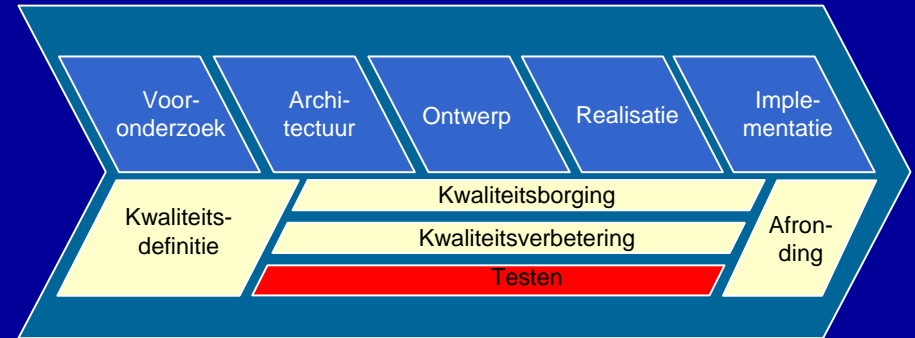 Voor-
onderzoek
Archi-
tectuur
Ontwerp
Realisatie
Imple-
mentatie
Kwaliteits-
definitie
Kwaliteitsborging
Kwaliteitsverbetering
Testen
Afron-
ding